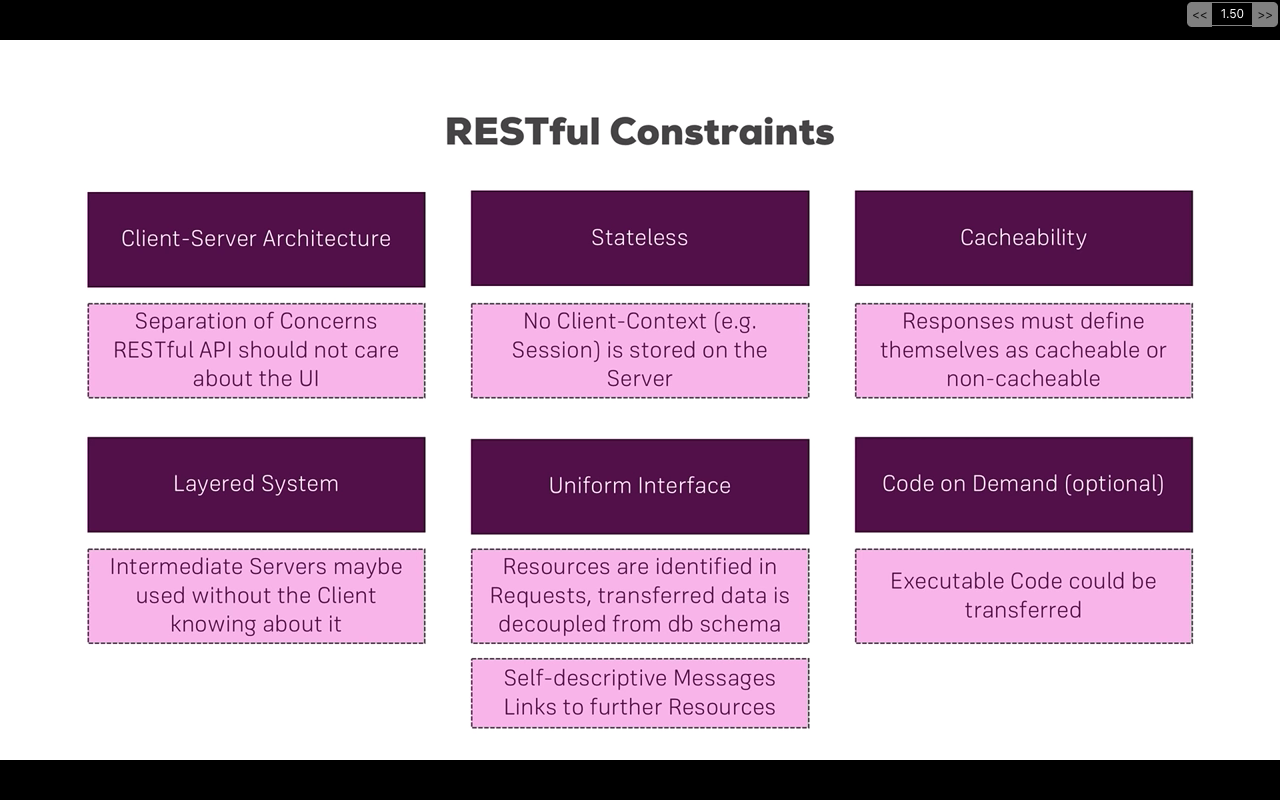 << 1.50 >>
RESTful Constraints
Client-Server Architecture
Separation of Concerns
RESTful API should not care
about the UI
Stateless
No Client-Context (e.g.
Session) is stored on the
Server
Cacheability
Responses must define
themselves as cacheable or
non-cacheable
Layered System
Intermediate Servers maybe
used without the Client
knowing about it
Uniform Interface
Resources are identified in
Requests, transferred data is
decoupled from db schema
Self-descriptive Messages
Links to further Resources
Code on Demand (optional)
Executable Code could be
transferred